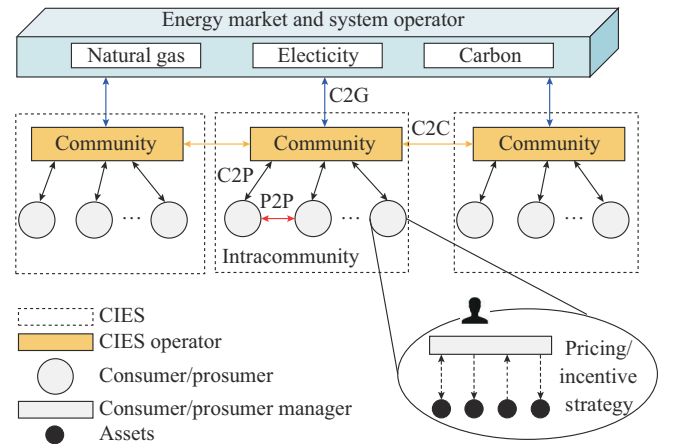 Energy market and system operator
Natural gas
Electicity
Carbon
C2G
C2C
Community
Community
Community
C2P
P2P
...
...
...
Intracommunity
CIES
CIES operator
Consumer/prosumer
Consumer/prosumer manager
Assets
Pricing/
incentive
strategy